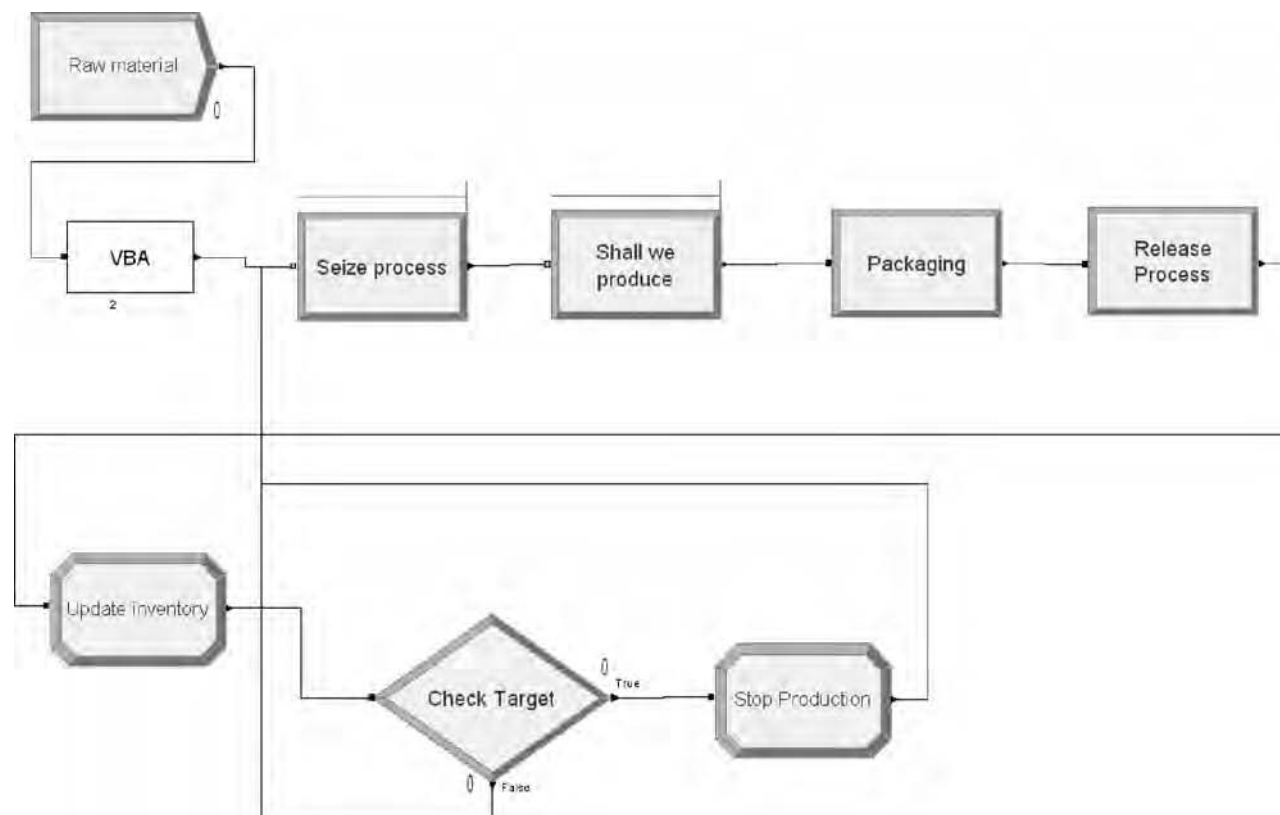 Raw material
0
VBA
2
Seize process
Shall we
produce
Packaging
Release
Process
Update inventory
Check Target
0
True
0
False
Stop Production